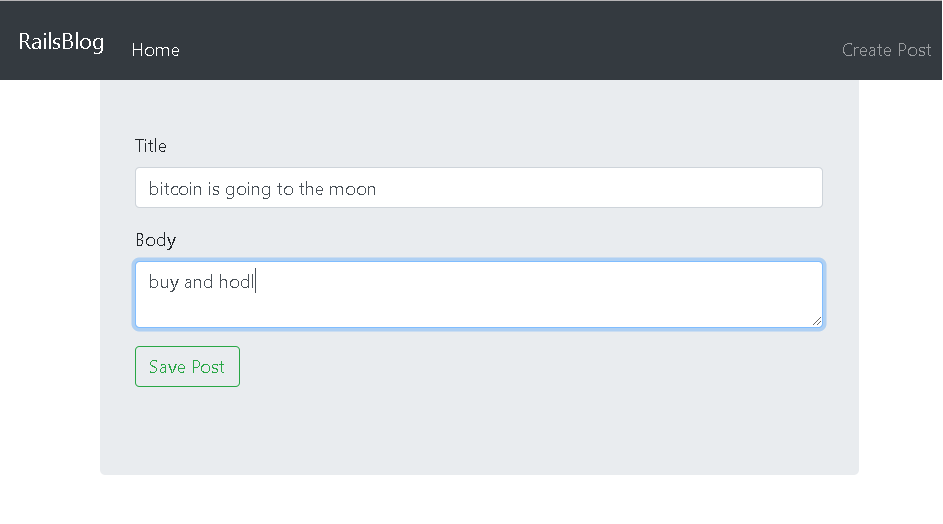 RailsBlog Home Create Post
Title
bitcoin is going to the moon
Body
buy and hodl
Save Post